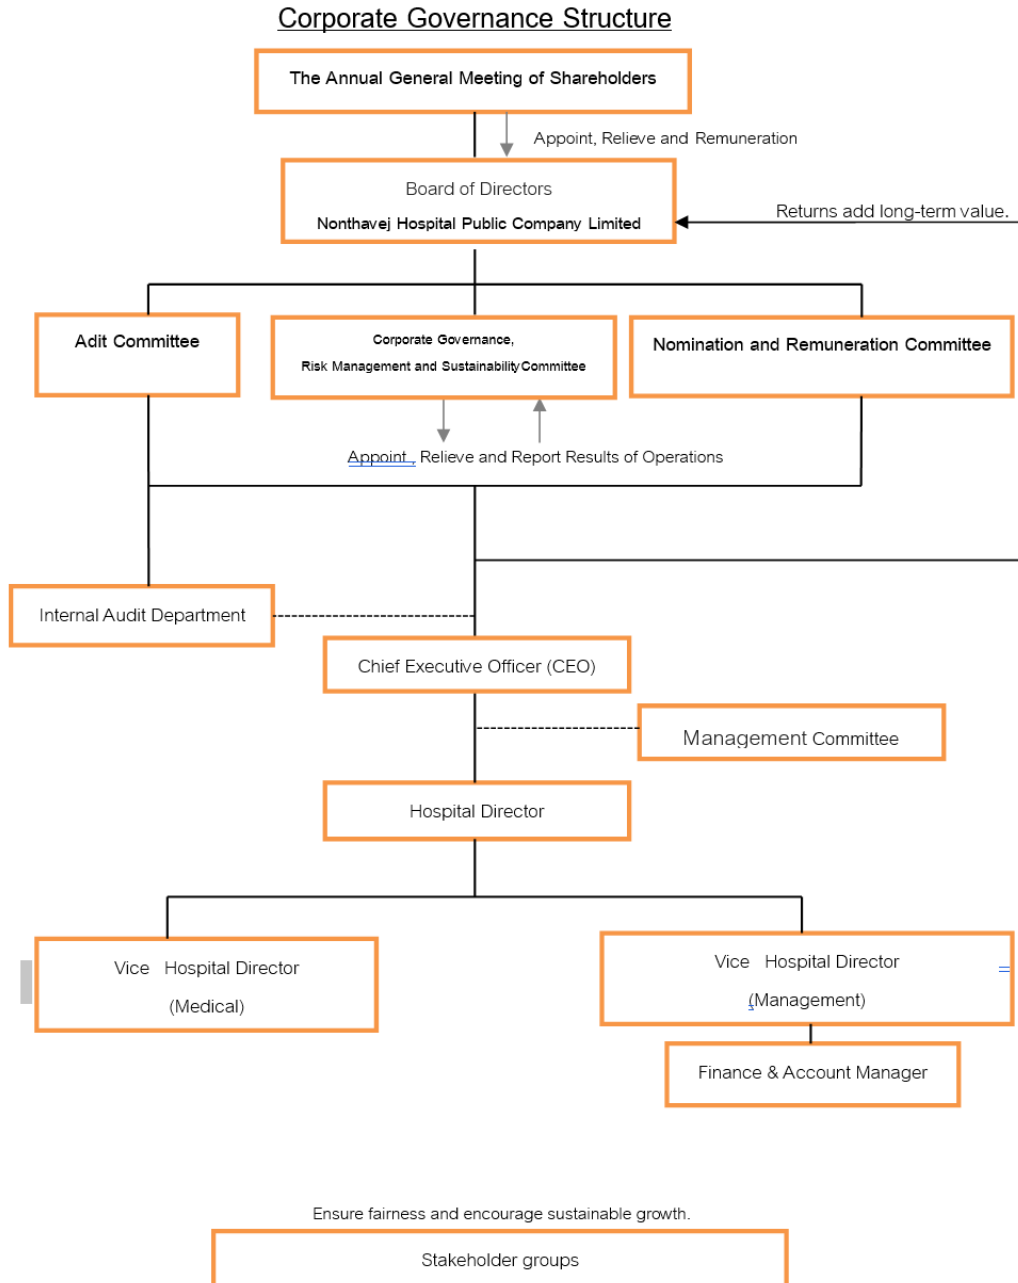 Corporate Governance Structure
The Annual General Meeting of Shareholders
Appoint, Relieve and Remuneration
Board of Directors
Nonthavej Hospital Public Company Limited
Returns add long-term value.
Adit Committee
Corporate Governance,
Risk Management and Sustainability Committee
Nomination and Remuneration Committee
Appoint , Relieve and Report Results of Operations
Internal Audit Department
Chief Executive Officer (CEO)
Management Committee
Hospital Director
Vice Hospital Director
(Medical)
Vice Hospital Director
(Management)
Finance & Account Manager
Ensure fairness and encourage sustainable growth.
Stakeholder groups